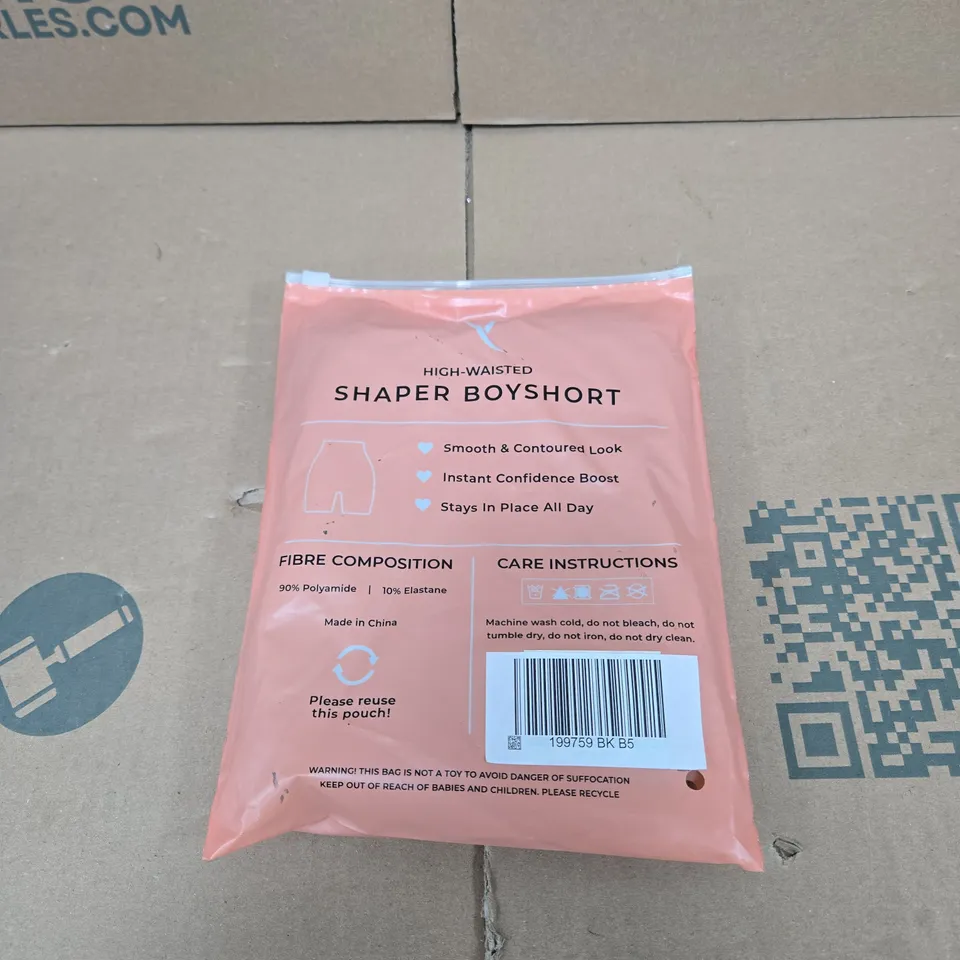 RLES.COM
HIGH-WAISTED
SHAPER BOYSHORT
Smooth & Contoured Look
Instant Confidence Boost
Stays In Place All Day
FIBRE COMPOSITION
90% Polyamide | 10% Elastane
Made in China
Please reuse
this pouch!
CARE INSTRUCTIONS
Machine wash cold, do not bleach, do not
tumble dry, do not iron, do not dry clean.
199759 BK B5
WARNING! THIS BAG IS NOT A TOY TO AVOID DANGER OF SUFFOCATION
KEEP OUT OF REACH OF BABIES AND CHILDREN. PLEASE RECYCLE